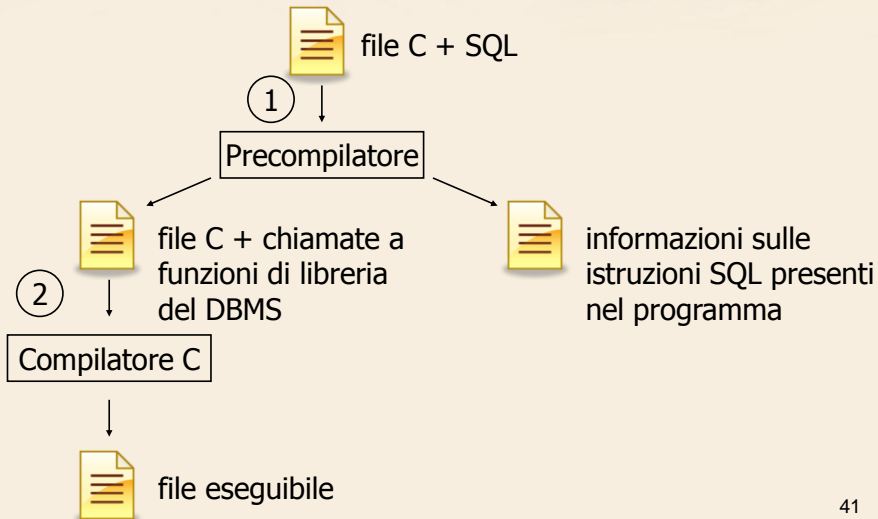 file C + SQL
1
Precompilatore
file C + chiamate a
funzioni di libreria
del DBMS
informazioni sulle
istruzioni SQL presenti
nel programma
2
Compilatore C
file eseguibile
41